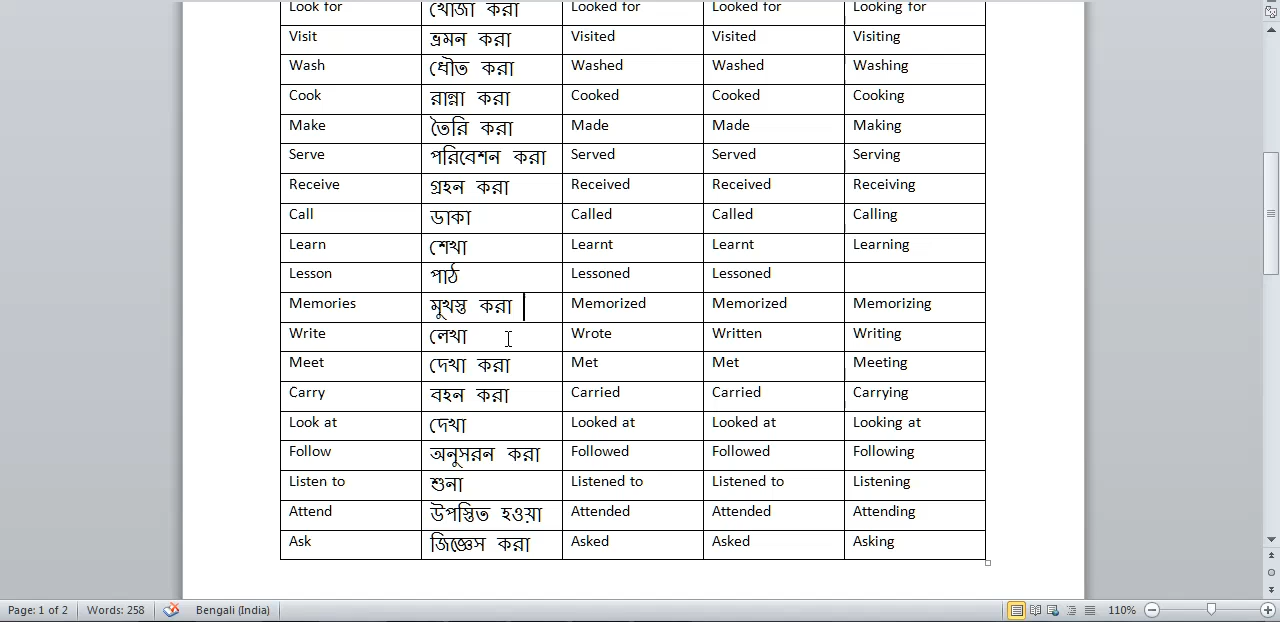 Look for খোঁজা করা Looked for Looked for Looking for
Visit ভ্রমন করা Visited Visited Visiting
Wash ধৌত করা Washed Washed Washing
Cook রান্না করা Cooked Cooked Cooking
Make তৈরি করা Made Made Making
Serve পরিবেশন করা Served Served Serving
Receive গ্রহন করা Received Received Receiving
Call ডাকা Called Called Calling
Learn শেখা Learnt Learnt Learning
Lesson পাঠ Lessoned Lessoned
Memories মুখস্ত করা Memorized Memorized Memorizing
Write লেখা Wrote Written Writing
Meet দেখা করা Met Met Meeting
Carry বহন করা Carried Carried Carrying
Look at দেখা Looked at Looked at Looking at
Follow অনুসরন করা Followed Followed Following
Listen to শুনা Listened to Listened to Listening
Attend উপস্তিত হওয়া Attended Attended Attending
Ask জিজ্ঞেস করা Asked Asked Asking
Page: 1 of 2 Words: 258 Bengali (India) 110%